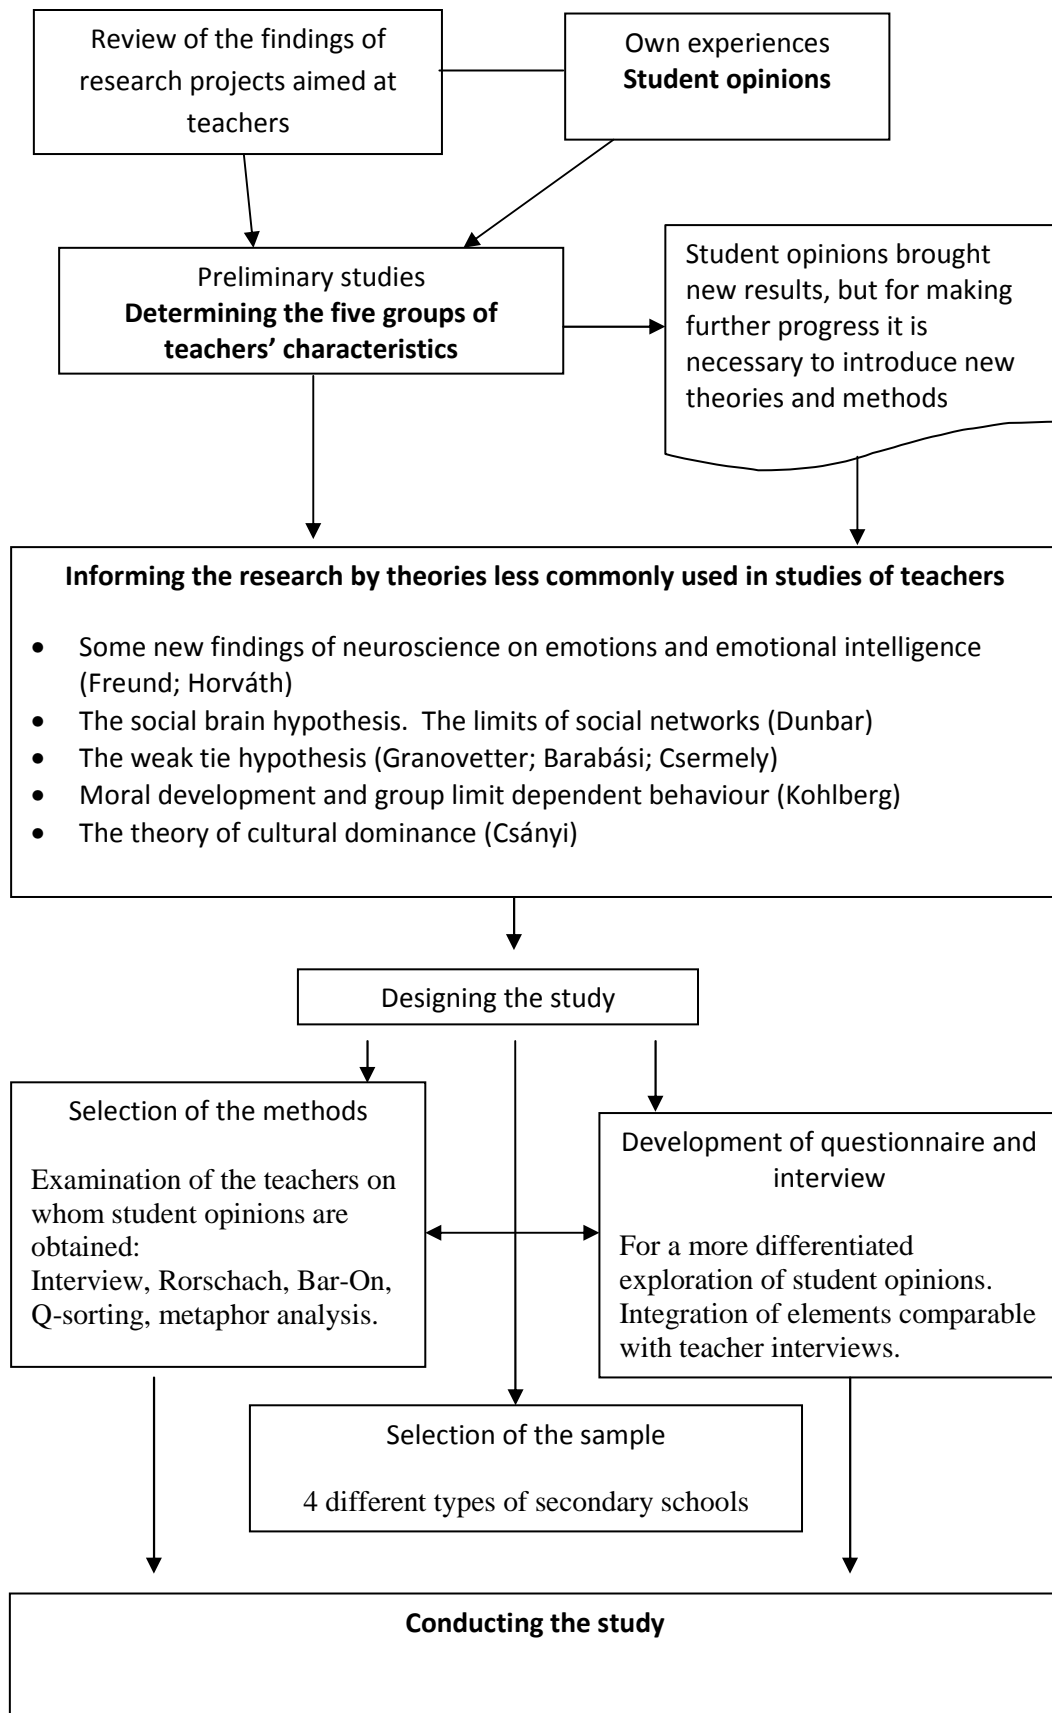 Review of the findings of
research projects aimed at
teachers
Own experiences
Student opinions
Preliminary studies
Determining the five groups of
teachers’ characteristics
Student opinions brought
new results, but for making
further progress it is
necessary to introduce new
theories and methods
Informing the research by theories less commonly used in studies of teachers
• Some new findings of neuroscience on emotions and emotional intelligence
(Freund; Horváth)
• The social brain hypothesis. The limits of social networks (Dunbar)
• The weak tie hypothesis (Granovetter; Barabási; Csermely)
• Moral development and group limit dependent behaviour (Kohlberg)
• The theory of cultural dominance (Csányi)
Designing the study
Selection of the methods
Examination of the teachers on
whom student opinions are
obtained:
Interview, Rorschach, Bar-On,
Q-sorting, metaphor analysis.
Development of questionnaire and
interview
For a more differentiated
exploration of student opinions.
Integration of elements comparable
with teacher interviews.
Selection of the sample
4 different types of secondary schools
Conducting the study